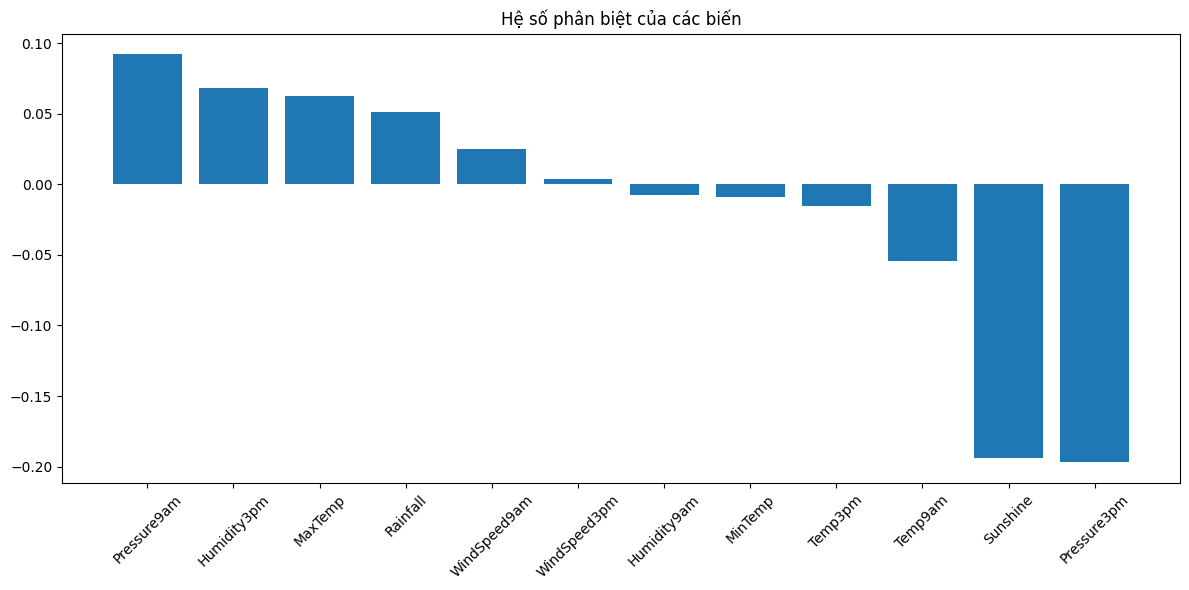 Hệ số phân biệt của các biến
0.10
0.05
0.00
−0.05
−0.10
−0.15
−0.20
Pressure9am
Humidity3pm
MaxTemp
Rainfall
WindSpeed9am
WindSpeed3pm
Humidity9am
MinTemp
Temp3pm
Temp9am
Sunshine
Pressure3pm